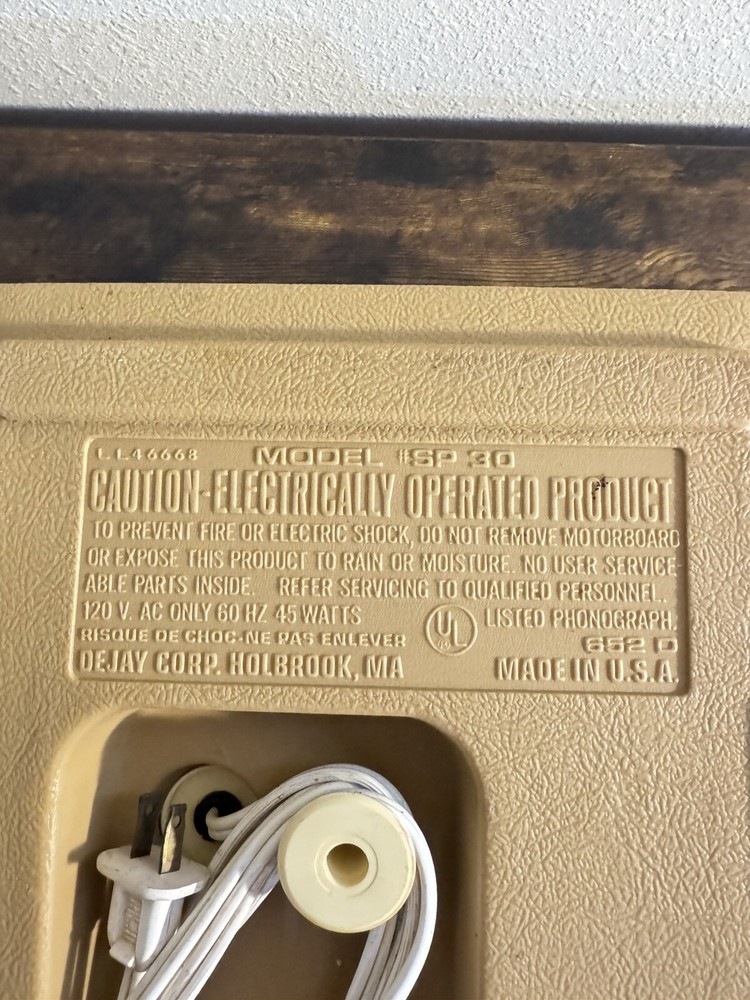 L.L.46668 MODEL #SP 30
CAUTION-ELECTRICALLY OPERATED PRODUCT
TO PREVENT FIRE OR ELECTRIC SHOCK, DO NOT REMOVE MOTORBOARD
OR EXPOSE THIS PRODUCT TO RAIN OR MOISTURE. NO USER SERVICE-
ABLE PARTS INSIDE. REFER SERVICING TO QUALIFIED PERSONNEL.
120 V. AC ONLY 60 HZ 45 WATTS UL LISTED PHONOGRAPH.
RISQUE DE CHOC-NE PAS ENLEVER 652 D
DEJAY CORP. HOLBROOK, MA MADE IN U.S.A.